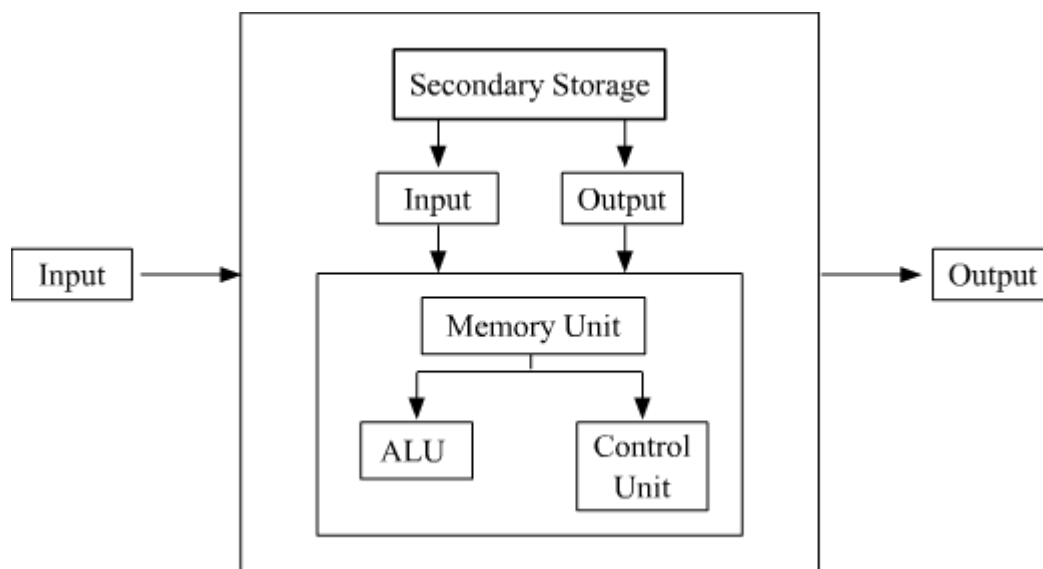 Secondary Storage
Input
Output
Input
Output
Memory Unit
ALU
Control
Unit